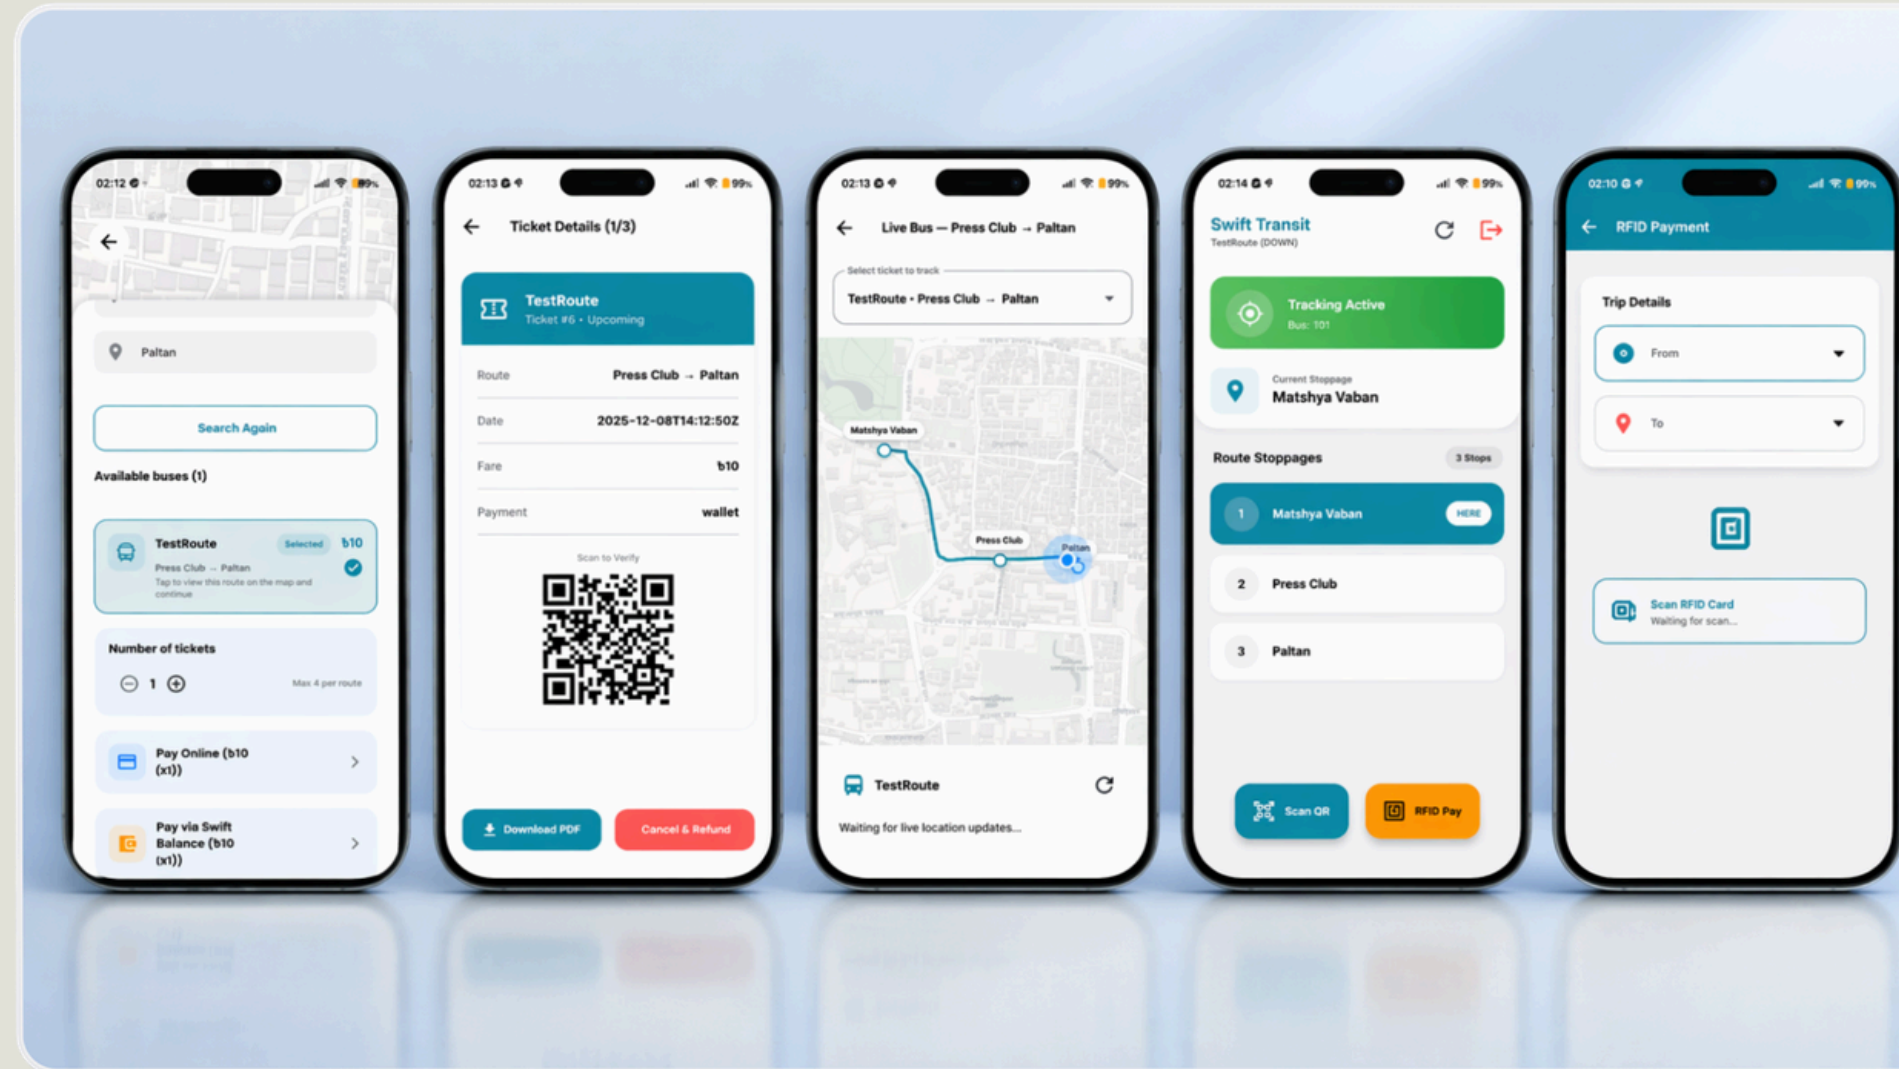 02:12
99%
Paltan
Search Again
Available buses (1)
TestRoute
Selected
৳10
Press Club → Paltan
Tap to view this route on the map and
continue
Number of tickets
1
Max 4 per route
Pay Online (৳10
(x1))
Pay via Swift
Balance (৳10
(x1))
02:13
99%
Ticket Details (1/3)
TestRoute
Ticket #6 • Upcoming
Route
Press Club → Paltan
Date
2025-12-08T14:12:50Z
Fare
৳10
Payment
wallet
Scan to Verify
Download PDF
Cancel & Refund
02:13
99%
Live Bus — Press Club → Paltan
Select ticket to track
TestRoute • Press Club → Paltan
Matshya Vaban
Press Club
Paltan
TestRoute
Waiting for live location updates...
02:14
99%
Swift Transit
TestRoute (DOWN)
Tracking Active
Bus: 101
Current Stoppage
Matshya Vaban
Route Stoppages
3 Stops
1
Matshya Vaban
HERE
2
Press Club
3
Paltan
Scan QR
RFID Pay
02:10
99%
RFID Payment
Trip Details
From
To
Scan RFID Card
Waiting for scan...